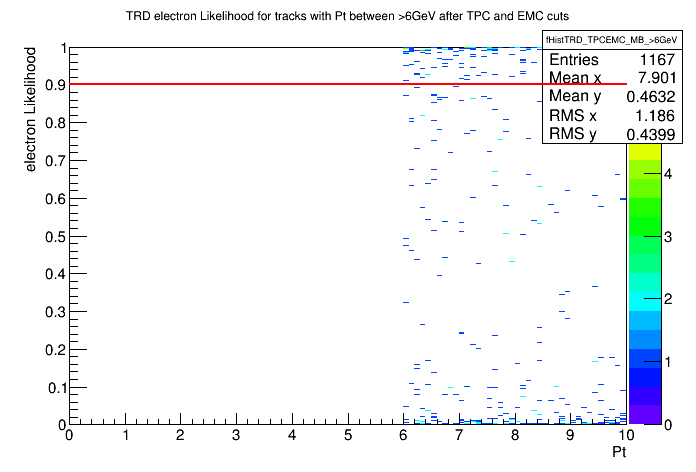 TRD electron Likelihood for tracks with Pt between >6GeV after TPC and EMC cuts
fHistTRD_TPCEMC_MB_>6GeV
Entries 1167
Mean x 7.901
Mean y 0.4632
RMS x 1.186
RMS y 0.4399
electron Likelihood
1
0.9
0.8
0.7
0.6
0.5
0.4
0.3
0.2
0.1
0
0 1 2 3 4 5 6 7 8 9 10
Pt
4
3
2
1
0